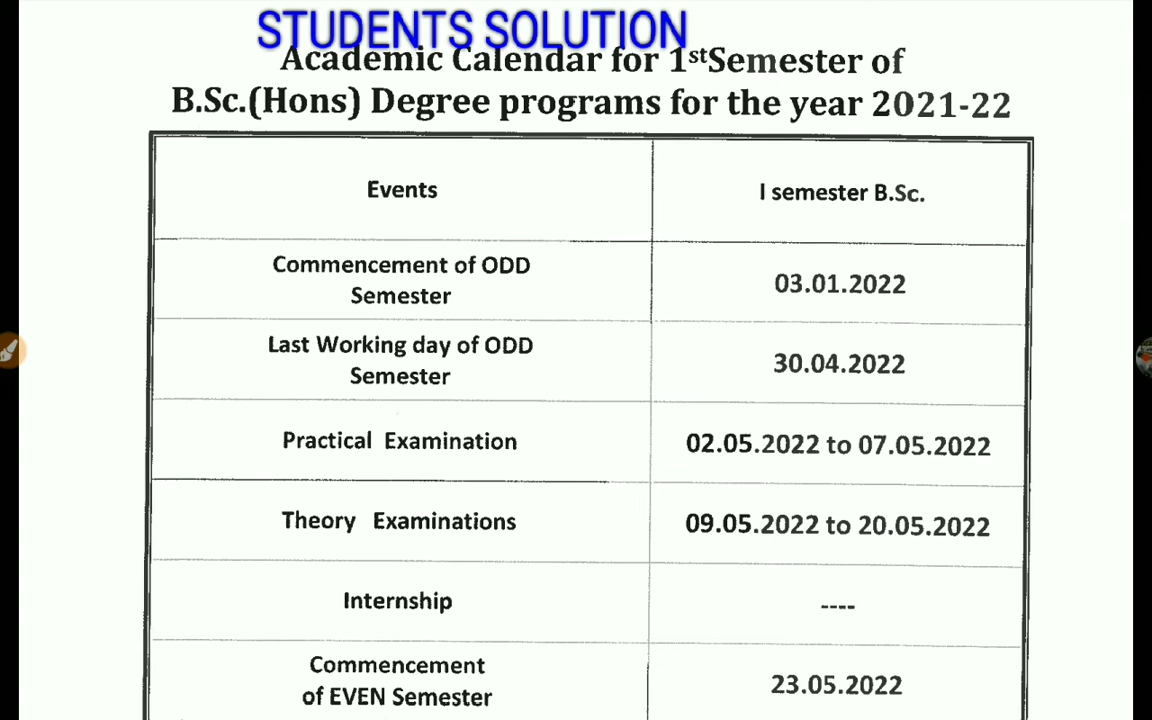 STUDENTS SOLUTION
Academic Calendar for 1stSemester of
B.Sc.(Hons) Degree programs for the year 2021-22
Events
I semester B.Sc.
Commencement of ODD
Semester
03.01.2022
Last Working day of ODD
Semester
30.04.2022
Practical Examination
02.05.2022 to 07.05.2022
Theory Examinations
09.05.2022 to 20.05.2022
Internship
----
Commencement
of EVEN Semester
23.05.2022